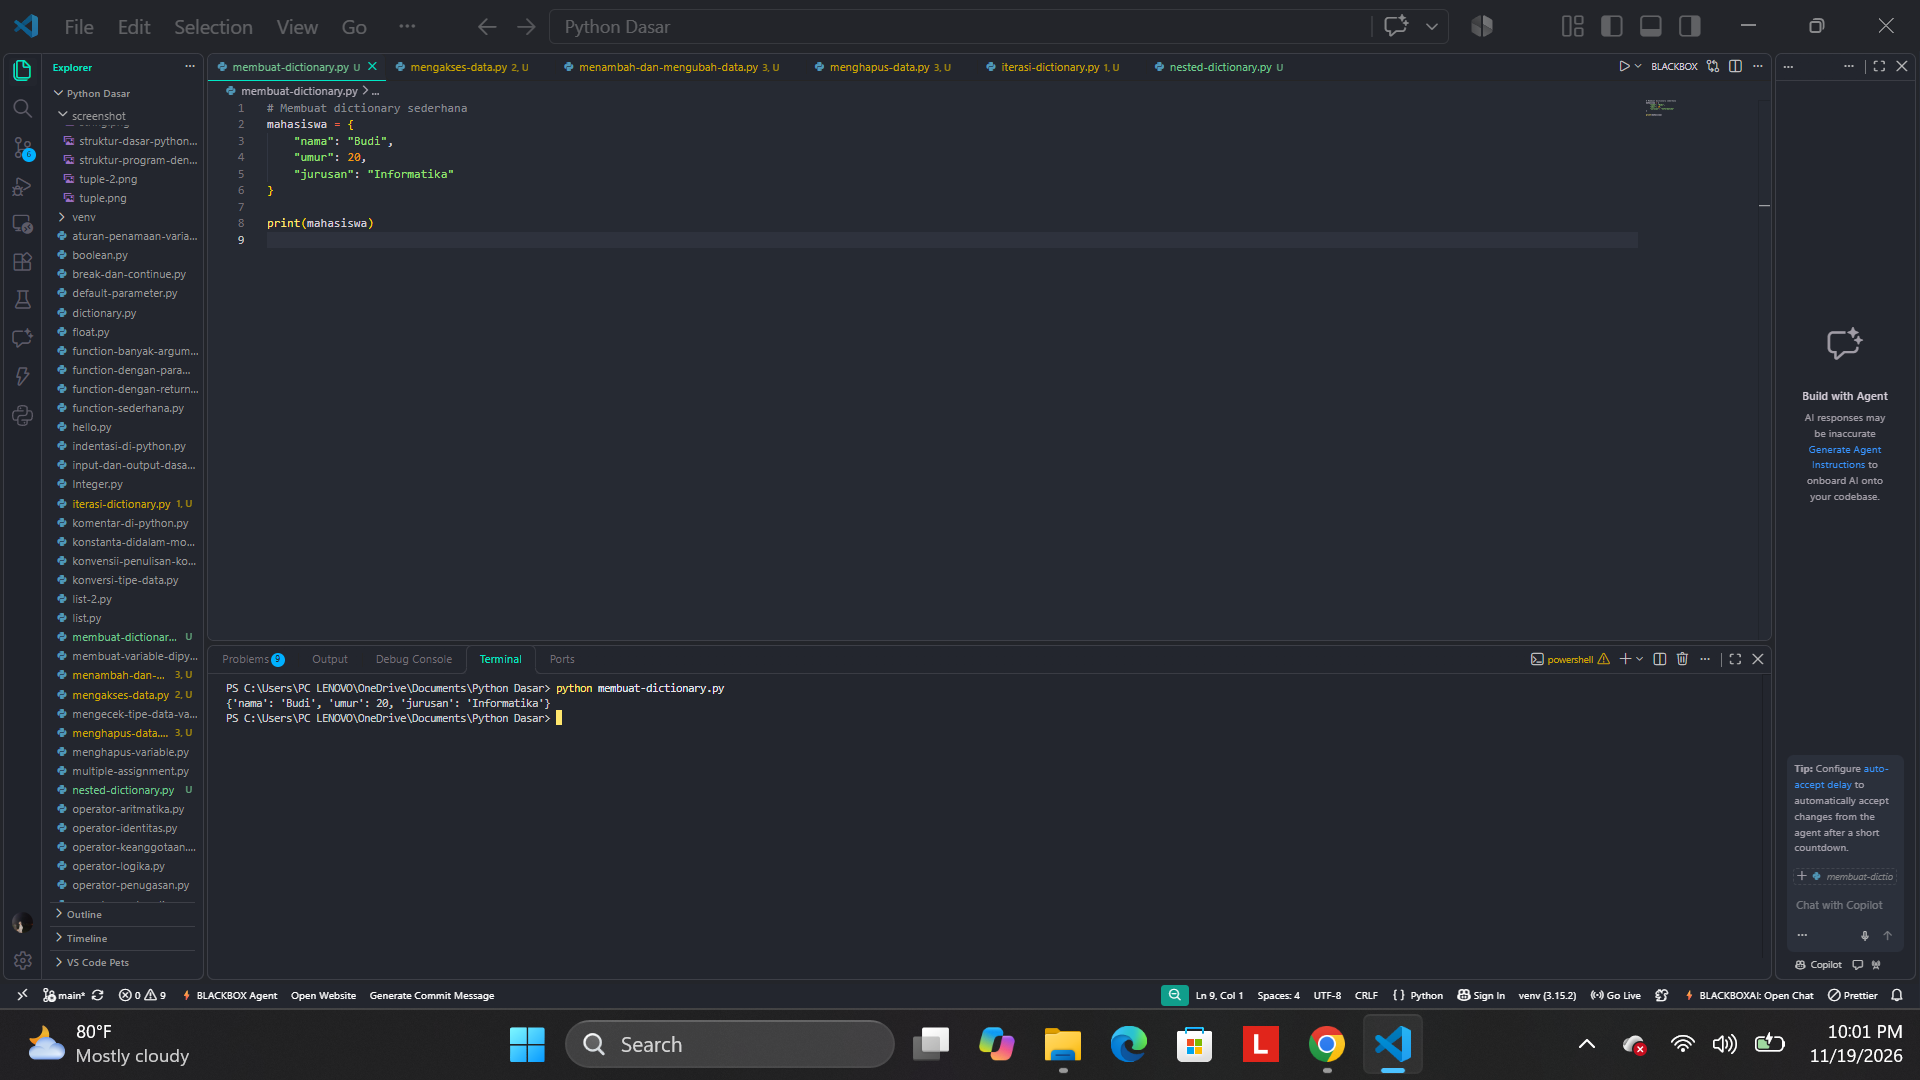 File Edit Selection View Go ···
Python Dasar
Explorer ···
Python Dasar
screenshot
struktur-dasar-python...
struktur-program-den...
tuple-2.png
tuple.png
venv
aturan-penamaan-varia...
boolean.py
break-dan-continue.py
default-parameter.py
dictionary.py
float.py
function-banyak-argum...
function-dengan-para...
function-dengan-return...
function-sederhana.py
hello.py
indentasi-di-python.py
input-dan-output-dasa...
Integer.py
iterasi-dictionary.py 1, U
komentar-di-python.py
konstanta-didalam-mo...
konvensii-penulisan-ko...
konversi-tipe-data.py
list-2.py
list.py
membuat-dictionar... U
membuat-variable-dipy...
menambah-dan-... 3, U
mengakses-data.py 2, U
mengecek-tipe-data-va...
menghapus-data.... 3, U
menghapus-variable.py
multiple-assignment.py
nested-dictionary.py U
operator-aritmatika.py
operator-identitas.py
operator-keanggotaan....
operator-logika.py
operator-penugasan.py
Outline
Timeline
VS Code Pets
membuat-dictionary.py U mengakses-data.py 2, U menambah-dan-mengubah-data.py 3, U menghapus-data.py 3, U iterasi-dictionary.py 1, U nested-dictionary.py U BLACKBOX ···
membuat-dictionary.py > ...
1 # Membuat dictionary sederhana
2 mahasiswa = {
3 "nama": "Budi",
4 "umur": 20,
5 "jurusan": "Informatika"
6 }
7
8 print(mahasiswa)
9
Problems 9 Output Debug Console Terminal Ports powershell ···
PS C:\Users\PC LENOVO\OneDrive\Documents\Python Dasar> python membuat-dictionary.py
{'nama': 'Budi', 'umur': 20, 'jurusan': 'Informatika'}
PS C:\Users\PC LENOVO\OneDrive\Documents\Python Dasar>
Build with Agent
AI responses may
be inaccurate
Generate Agent
Instructions to
onboard AI onto
your codebase.
Tip: Configure auto-
accept delay to
automatically accept
changes from the
agent after a short
countdown.
membuat-dictio
Chat with Copilot
···
Copilot
main* 0 9 BLACKBOX Agent Open Website Generate Commit Message Ln 9, Col 1 Spaces: 4 UTF-8 CRLF { } Python Sign In venv (3.15.2) Go Live BLACKBOXAI: Open Chat Prettier
80°F
Mostly cloudy
Search
L
10:01 PM
11/19/2026